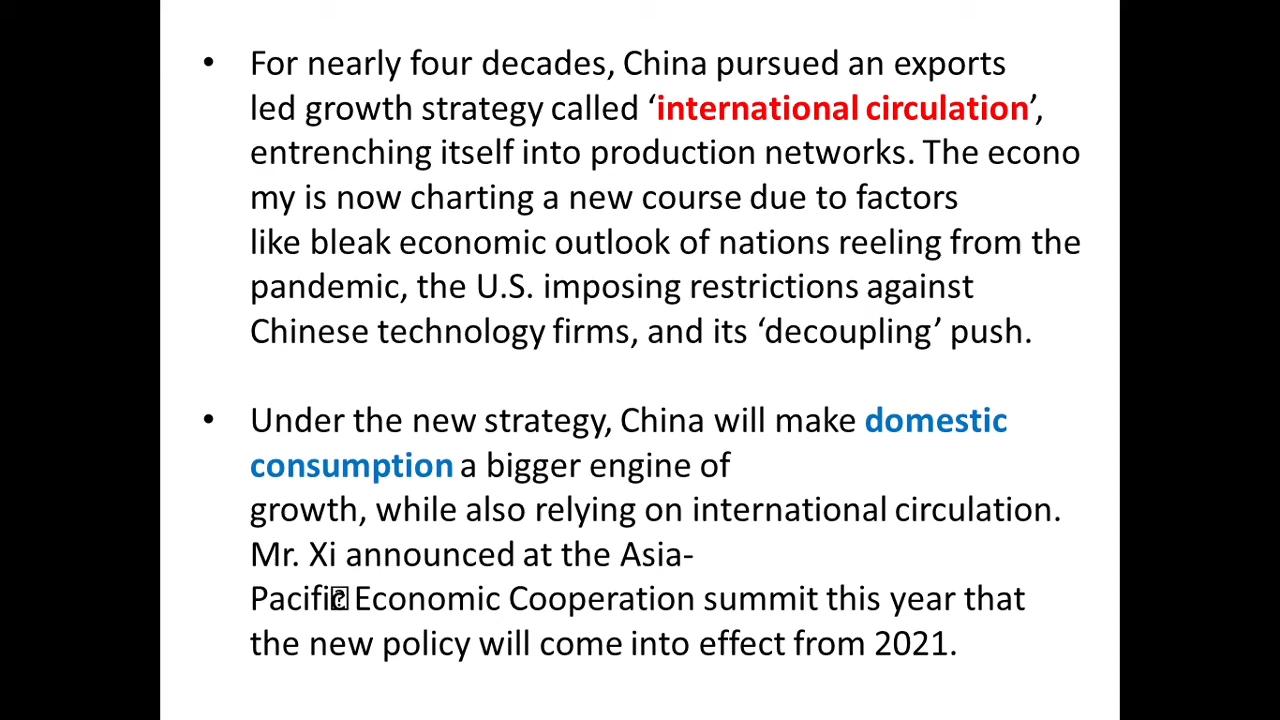 • For nearly four decades, China pursued an exports
led growth strategy called ‘international circulation’,
entrenching itself into production networks. The econo
my is now charting a new course due to factors
like bleak economic outlook of nations reeling from the
pandemic, the U.S. imposing restrictions against
Chinese technology firms, and its ‘decoupling’ push.
• Under the new strategy, China will make domestic
consumption a bigger engine of
growth, while also relying on international circulation.
Mr. Xi announced at the Asia-
Economic Cooperation summit this year that
the new policy will come into effect from 2021.